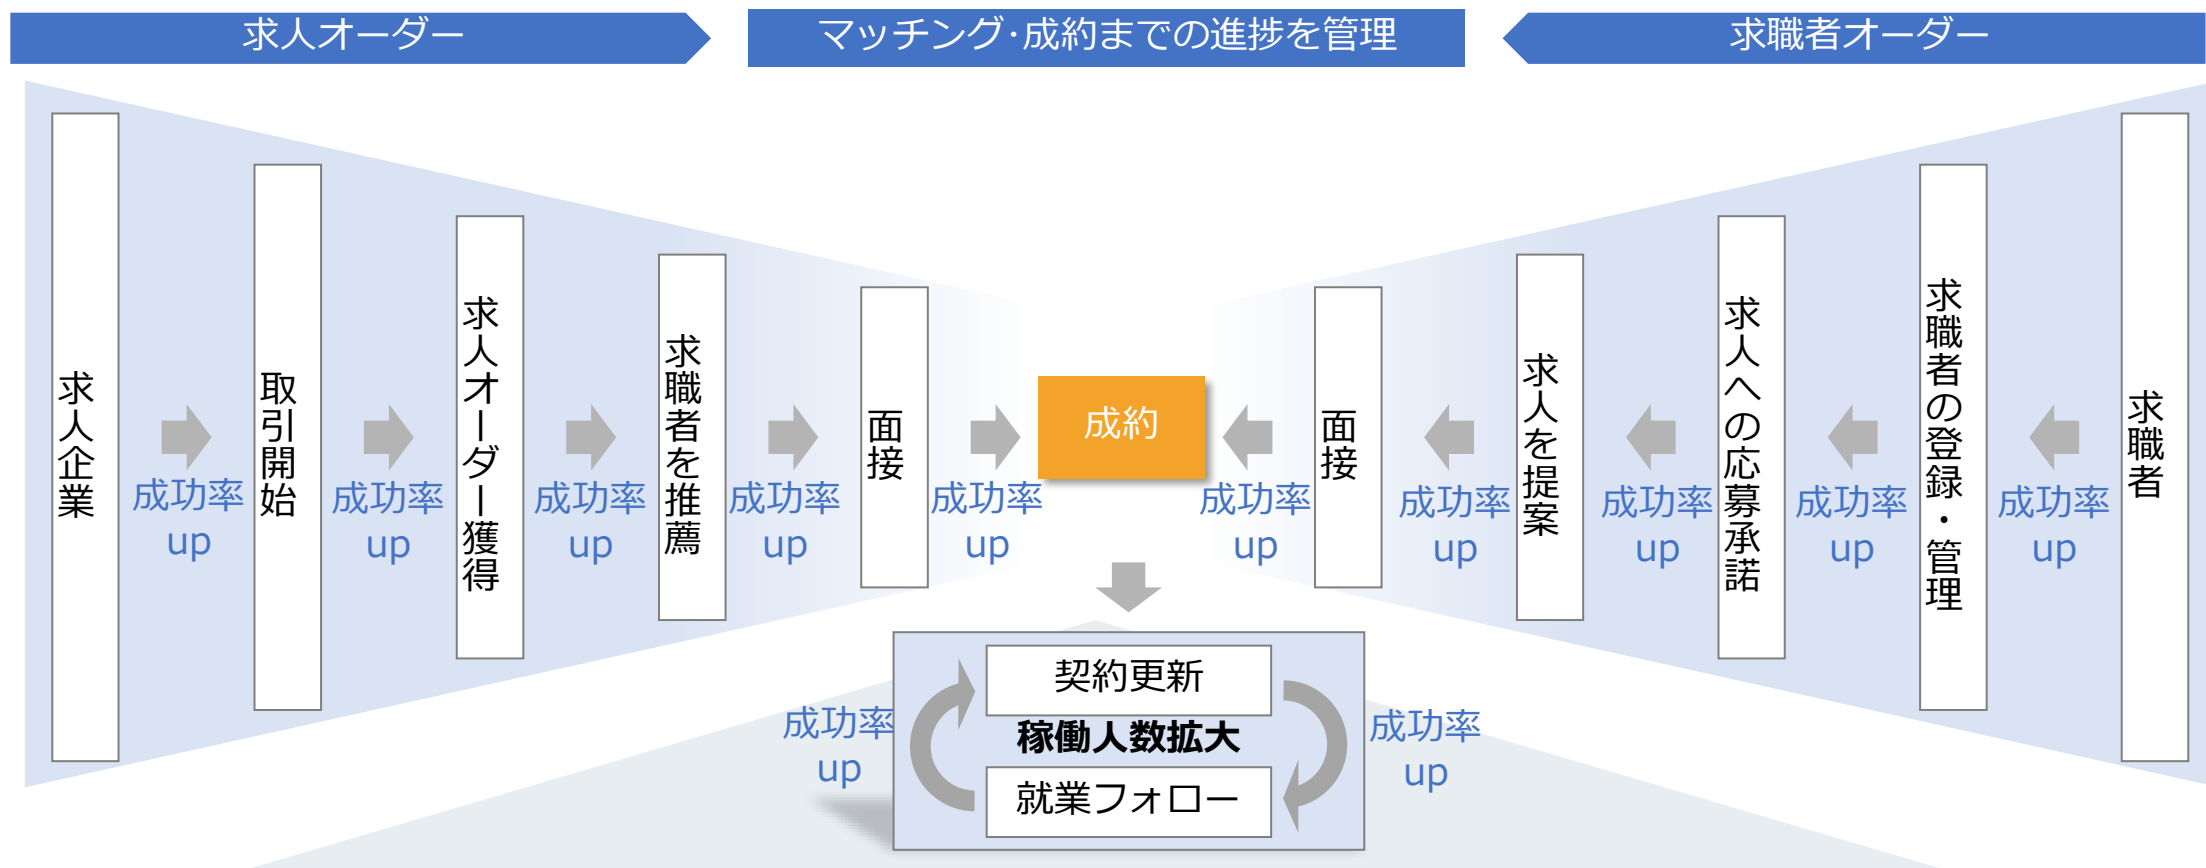 求人オーダー
マッチング･成約までの進捗を管理
求職者オーダー
求人企業
成功率
up
取引開始
成功率
up
求人オーダー獲得
成功率
up
求職者を推薦
成功率
up
面接
成功率
up
成約
成功率
up
面接
成功率
up
求人を提案
成功率
up
求人への応募承諾
成功率
up
求職者の登録・管理
成功率
up
求職者
成功率
up
契約更新
稼働人数拡大
就業フォロー
成功率
up